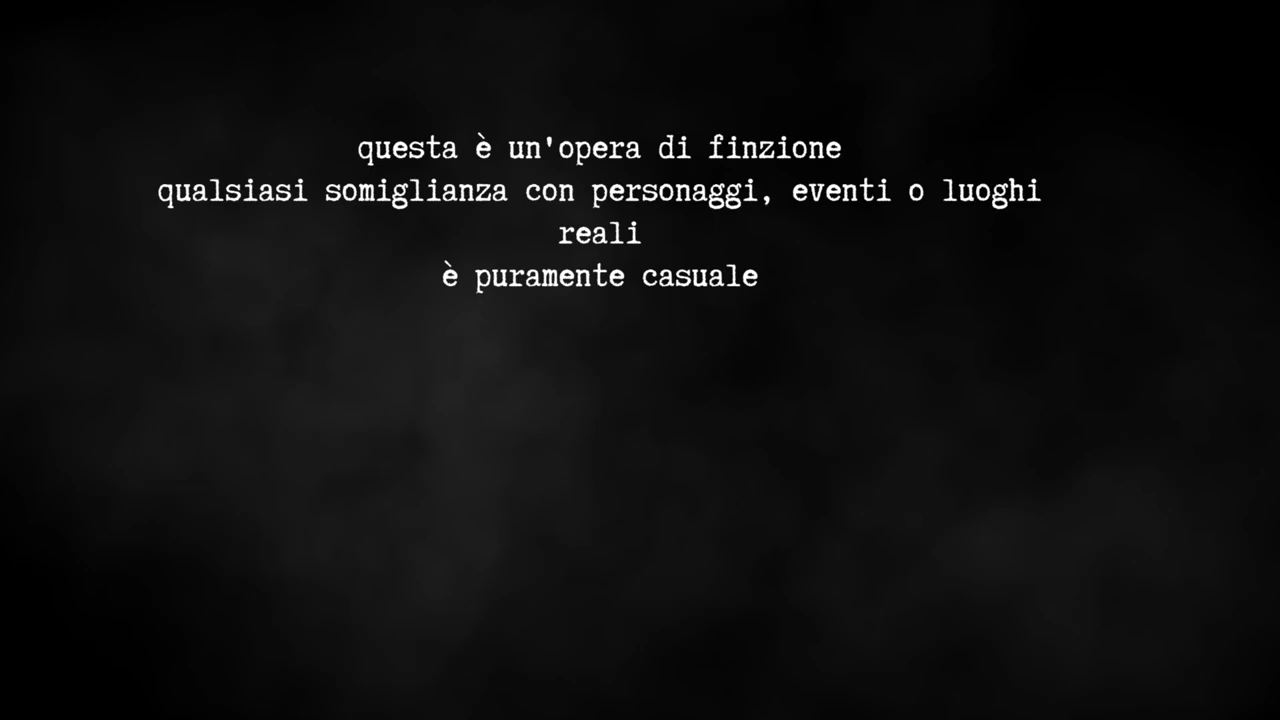 questa è un'opera di finzione
qualsiasi somiglianza con personaggi, eventi o luoghi
reali
è puramente casuale